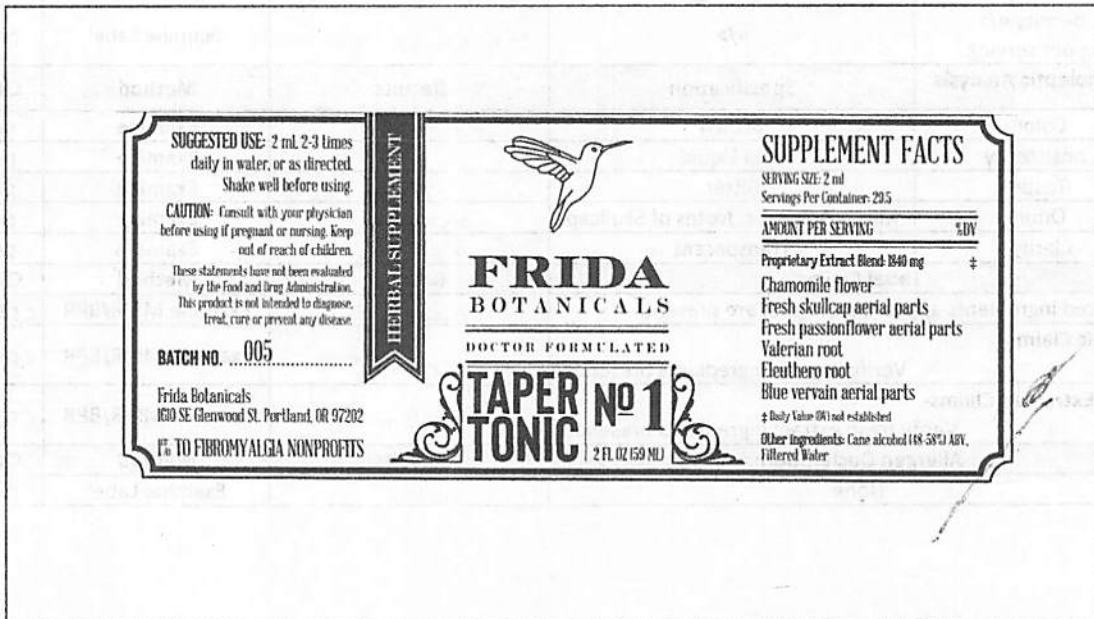 SUGGESTED USE: 2 mL 2-3 times
daily in water, or as directed.
Shake well before using.
CAUTION: Consult with your physician
before using if pregnant or nursing. Keep
out of reach of children.
These statements have not been evaluated
by the Food and Drug Administration.
This product is not intended to diagnose,
treat, cure or prevent any disease.
BATCH NO. 005
Frida Botanicals
1610 SE Glenwood St. Portland, OR 97202
1% TO FIBROMYALGIA NONPROFITS
HERBAL SUPPLEMENT
FRIDA
BOTANICALS
DOCTOR FORMULATED
TAPER
TONIC
Nº 1
2 FL OZ (59 ML)
SUPPLEMENT FACTS
SERVING SIZE: 2 ml
Servings Per Container: 29.5
AMOUNT PER SERVING %DV
Proprietary Extract Blend: 1840 mg ‡
Chamomile flower
Fresh skullcap aerial parts
Fresh passionflower aerial parts
Valerian root
Eleuthero root
Blue vervain aerial parts
‡ Daily Value (DV) not established
Other ingredients: Cane alcohol (48-58%) ABV,
Filtered Water